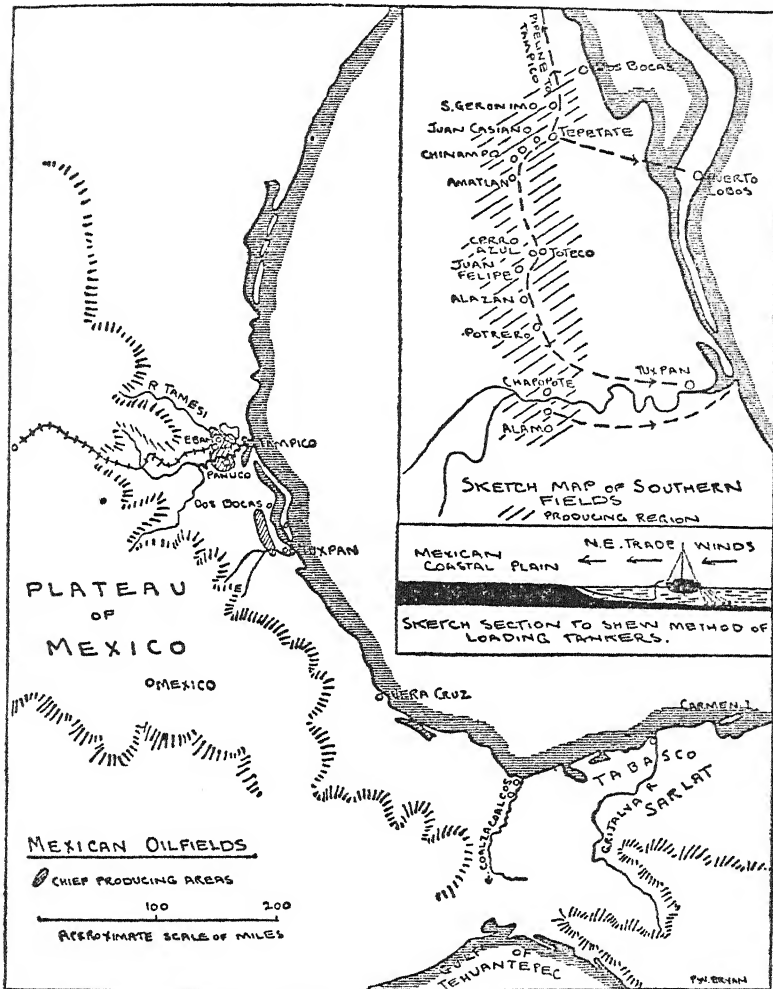 PIPELINE TO
TAMPICO
DOS BOCAS
S. GERONIMO
JUAN CASIANO
TEPETATE
CHINAMPO
AMATLAN
PUERTO
LOBOS
CERRO
AZUL
TOTECO
JUAN
FELIPE
ALAZAN
POTRERO
TUXPAN
CHAPOPOTE
ALAMO
SKETCH MAP OF SOUTHERN
FIELDS
PRODUCING REGION
MEXICAN
COASTAL PLAIN
N.E. TRADE WINDS
SKETCH SECTION TO SHEW METHOD OF
LOADING TANKERS.
R TAMESI
EBANO
TAMPICO
PANUCO
DOS BOCAS
TUXPAN
PLATEAU
OF
MEXICO
MEXICO
VERA CRUZ
CARMEN I.
TABASCO
GRIJALVA R
SARLAT
COALZACOALCOS
MEXICAN OILFIELDS
CHIEF PRODUCING AREAS
100 200
APPROXIMATE SCALE OF MILES
GULF OF
TEHUANTEPEC
P.W. BRYAN